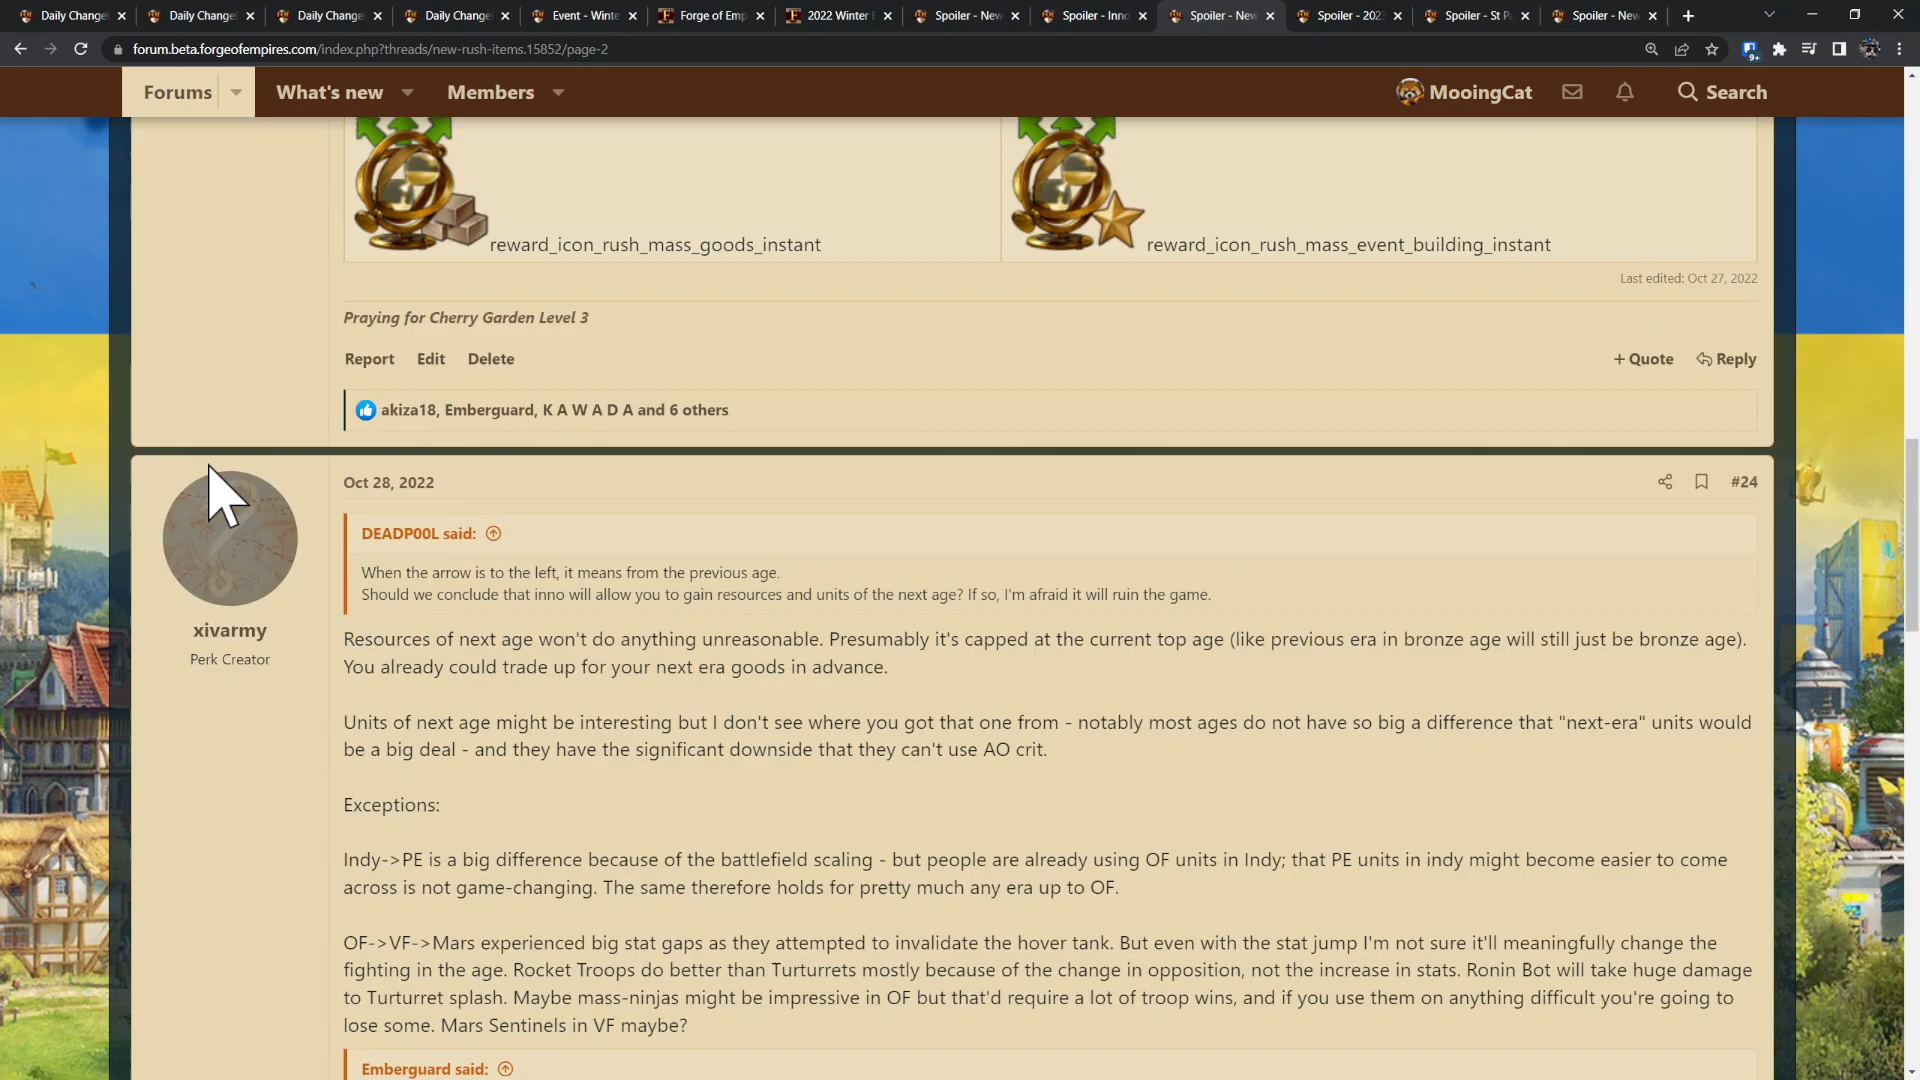 Daily Change
Daily Change
Daily Change
Daily Change
Event - Winte
Forge of Emp
2022 Winter
Spoiler - New
Spoiler - Inno
Spoiler - New
Spoiler - 202
Spoiler - St P
Spoiler - New
forum.beta.forgeofempires.com/index.php?threads/new-rush-items.15852/page-2
9+
Forums
What's new
Members
MooingCat
Search
reward_icon_rush_mass_goods_instant
reward_icon_rush_mass_event_building_instant
Last edited: Oct 27, 2022
Praying for Cherry Garden Level 3
Report Edit Delete
+ Quote Reply
akiza18, Emberguard, K A W A D A and 6 others
xivarmy
Perk Creator
Oct 28, 2022
#24
DEADP00L said:
When the arrow is to the left, it means from the previous age.
Should we conclude that inno will allow you to gain resources and units of the next age? If so, I'm afraid it will ruin the game.
Resources of next age won't do anything unreasonable. Presumably it's capped at the current top age (like previous era in bronze age will still just be bronze age).
You already could trade up for your next era goods in advance.
Units of next age might be interesting but I don't see where you got that one from - notably most ages do not have so big a difference that "next-era" units would
be a big deal - and they have the significant downside that they can't use AO crit.
Exceptions:
Indy->PE is a big difference because of the battlefield scaling - but people are already using OF units in Indy; that PE units in indy might become easier to come
across is not game-changing. The same therefore holds for pretty much any era up to OF.
OF->VF->Mars experienced big stat gaps as they attempted to invalidate the hover tank. But even with the stat jump I'm not sure it'll meaningfully change the
fighting in the age. Rocket Troops do better than Turturrets mostly because of the change in opposition, not the increase in stats. Ronin Bot will take huge damage
to Turturret splash. Maybe mass-ninjas might be impressive in OF but that'd require a lot of troop wins, and if you use them on anything difficult you're going to
lose some. Mars Sentinels in VF maybe?
Emberguard said: